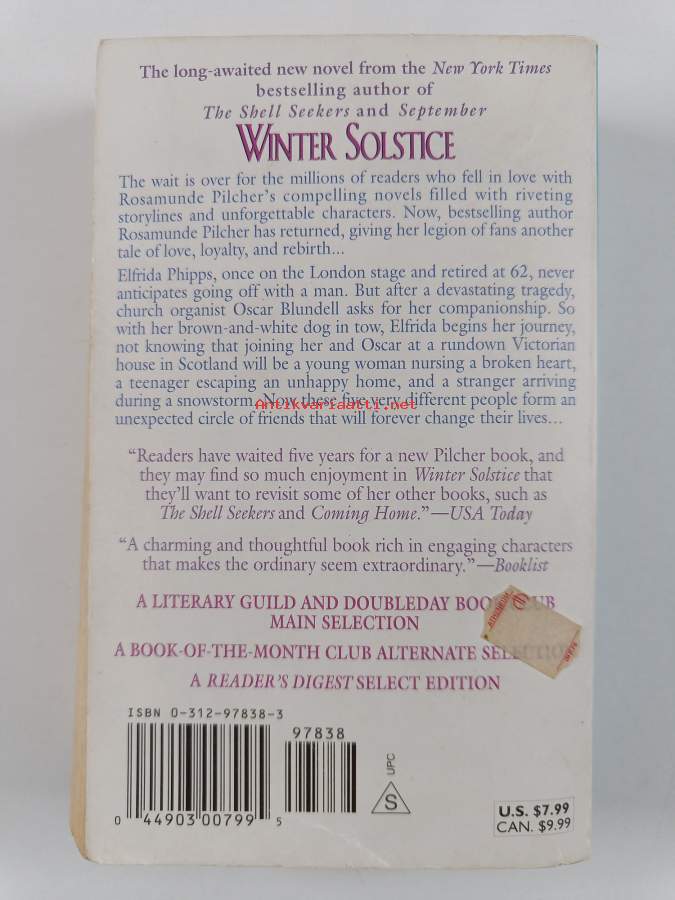 The long-awaited new novel from the New York Times
bestselling author of
The Shell Seekers and September
WINTER SOLSTICE
The wait is over for the millions of readers who fell in love with
Rosamunde Pilcher's compelling novels filled with riveting
storylines and unforgettable characters. Now, bestselling author
Rosamunde Pilcher has returned, giving her legion of fans another
tale of love, loyalty, and rebirth...
Elfrida Phipps, once on the London stage and retired at 62, never
anticipates going off with a man. But after a devastating tragedy,
church organist Oscar Blundell asks for her companionship. So
with her brown-and-white dog in tow, Elfrida begins her journey,
not knowing that joining her and Oscar at a rundown Victorian
house in Scotland will be a young woman nursing a broken heart,
a teenager escaping an unhappy home, and a stranger arriving
during a snowstorm. Now these five very different people form an
Antikvariaatti.net
unexpected circle of friends that will forever change their lives...
“Readers have waited five years for a new Pilcher book, and
they may find so much enjoyment in Winter Solstice that
they'll want to revisit some of her other books, such as
The Shell Seekers and Coming Home.”—USA Today
“A charming and thoughtful book rich in engaging characters
that makes the ordinary seem extraordinary.”—Booklist
A LITERARY GUILD AND DOUBLEDAY BOOK CLUB
MAIN SELECTION
A BOOK-OF-THE-MONTH CLUB ALTERNATE SELECTION
A READER'S DIGEST SELECT EDITION
ISBN 0-312-97838-3
97838
UPC
S
0 44903 00799 5
U.S. $7.99
CAN. $9.99